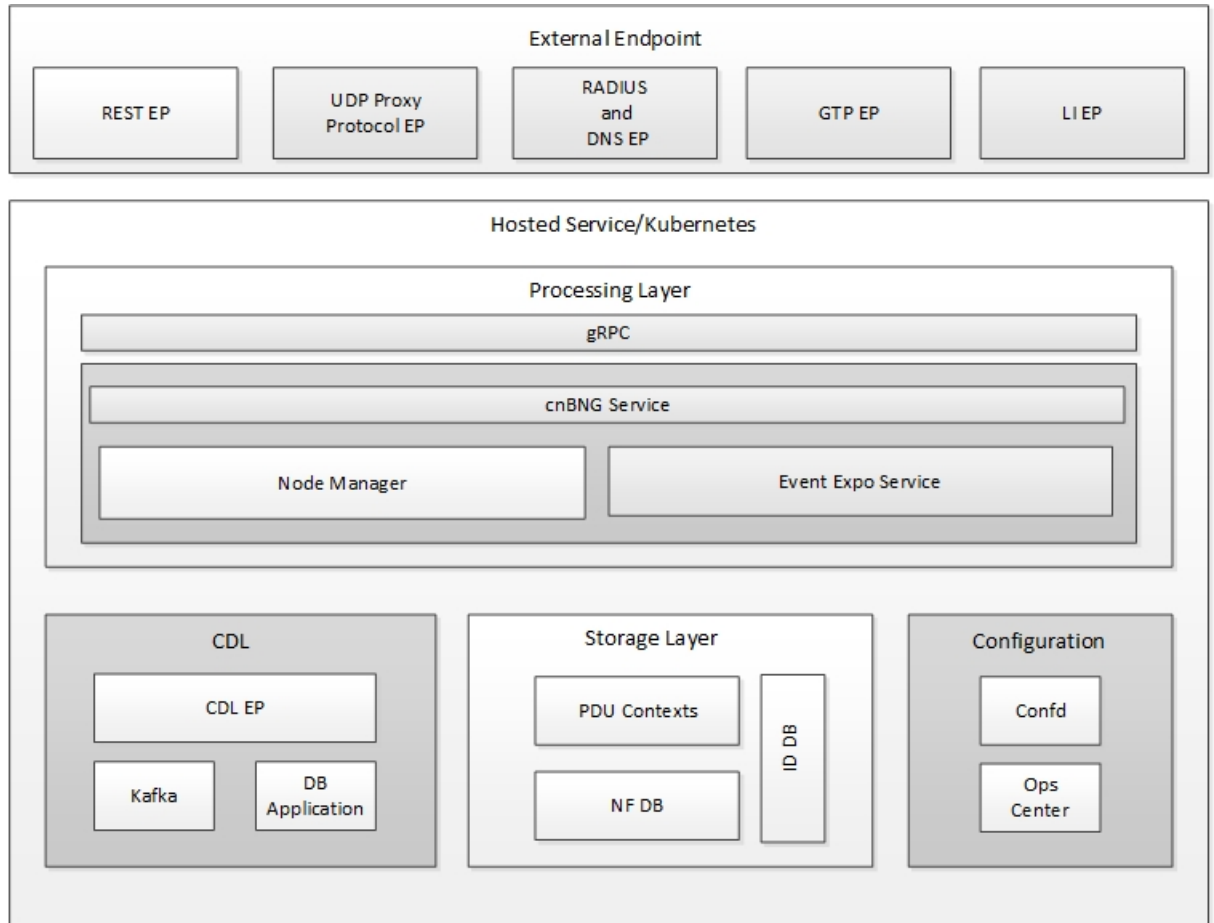 External Endpoint
REST EP
UDP Proxy
Protocol EP
RADIUS
and
DNS EP
GTP EP
LI EP
Hosted Service/Kubernetes
Processing Layer
gRPC
cnBNG Service
Node Manager
Event Expo Service
CDL
CDL EP
Kafka
DB
Application
Storage Layer
PDU Contexts
NF DB
ID DB
Configuration
Confd
Ops
Center